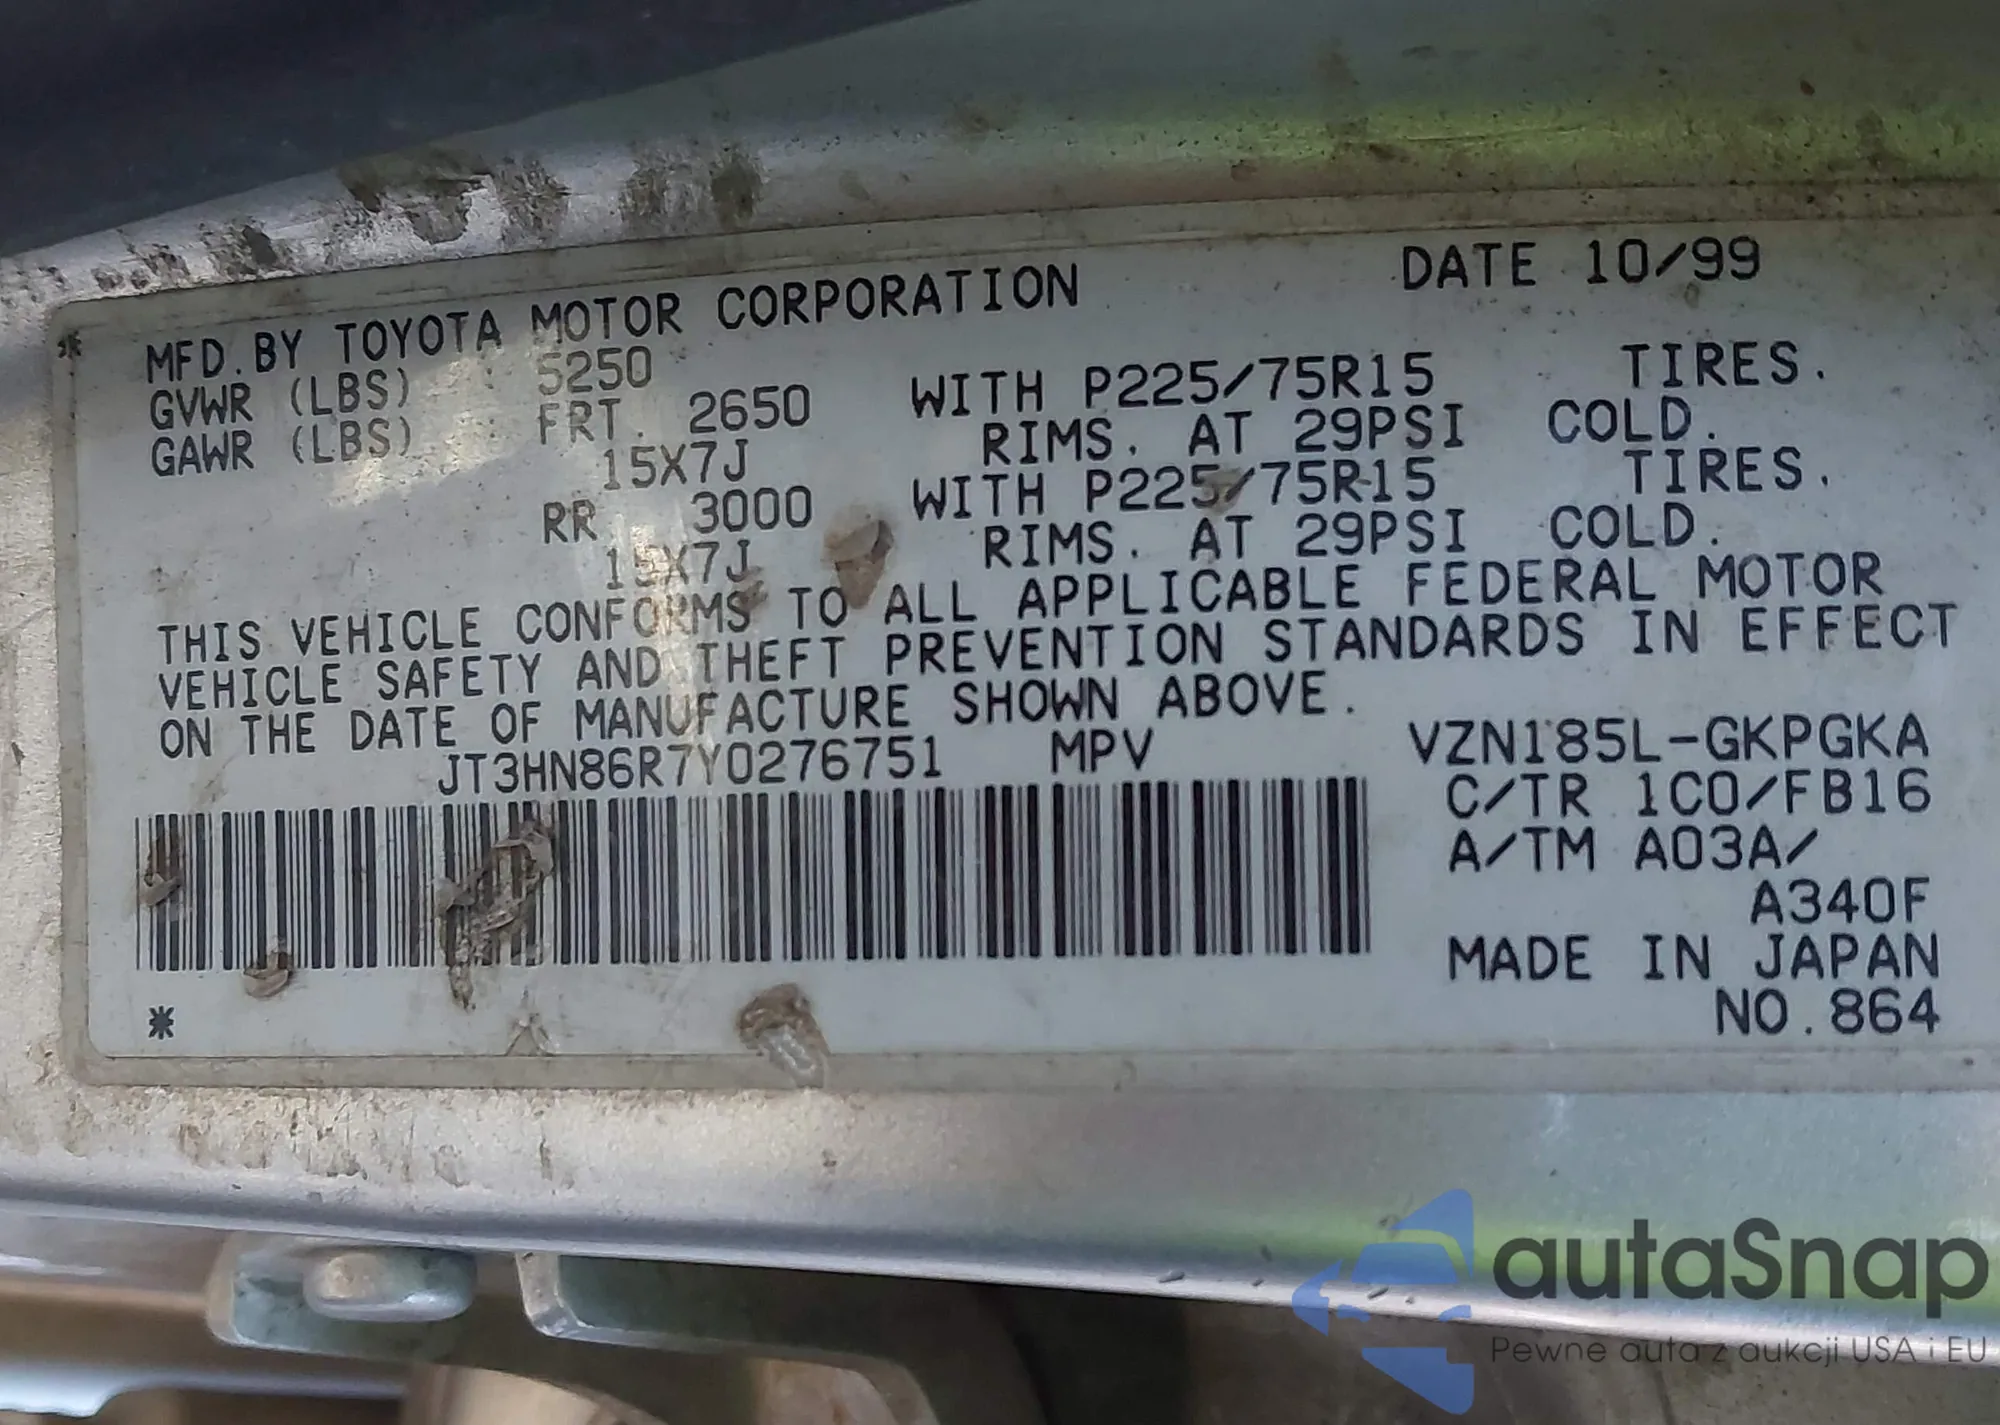 MFD.BY TOYOTA MOTOR CORPORATION DATE 10/99
GVWR (LBS) : 5250
GAWR (LBS) : FRT. 2650 WITH P225/75R15 TIRES.
15X7J RIMS. AT 29PSI COLD.
RR 3000 WITH P225/75R15 TIRES.
15X7J RIMS. AT 29PSI COLD.
THIS VEHICLE CONFORMS TO ALL APPLICABLE FEDERAL MOTOR
VEHICLE SAFETY AND THEFT PREVENTION STANDARDS IN EFFECT
ON THE DATE OF MANUFACTURE SHOWN ABOVE.
JT3HN86R7Y0276751 MPV VZN185L-GKPGKA
C/TR 1C0/FB16
A/TM A03A/
A340F
MADE IN JAPAN
NO.864
autaSnap
Pewne auta z aukcji USA i EU